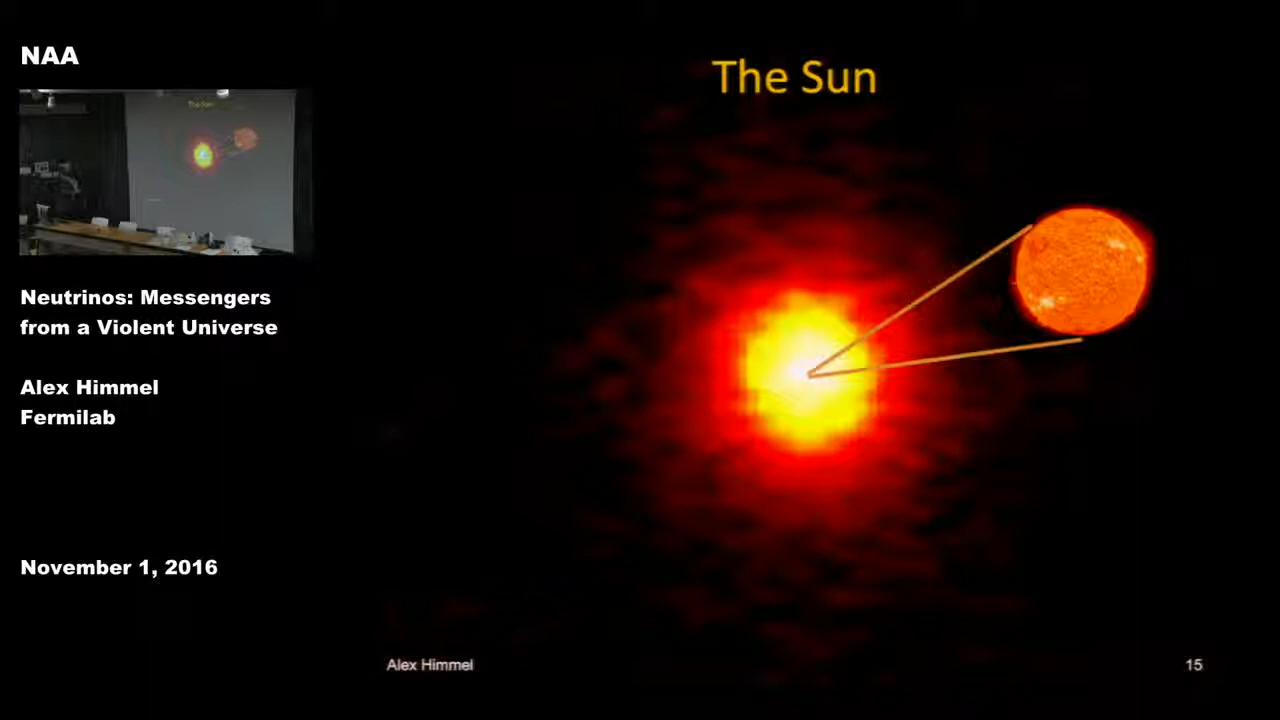 NAA
The Sun
Neutrinos: Messengers
from a Violent Universe
Alex Himmel
Fermilab
November 1, 2016
Alex Himmel
15